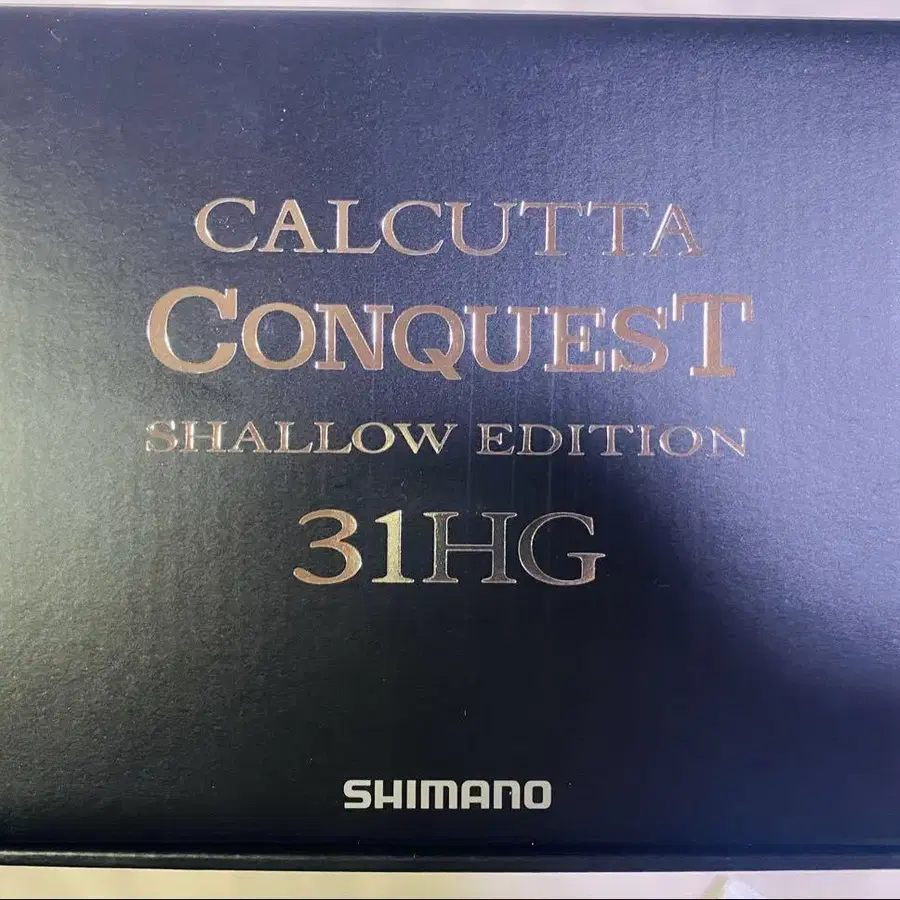 CALCUTTA
CONQUEST
SHALLOW EDITION
31HG
SHIMANO